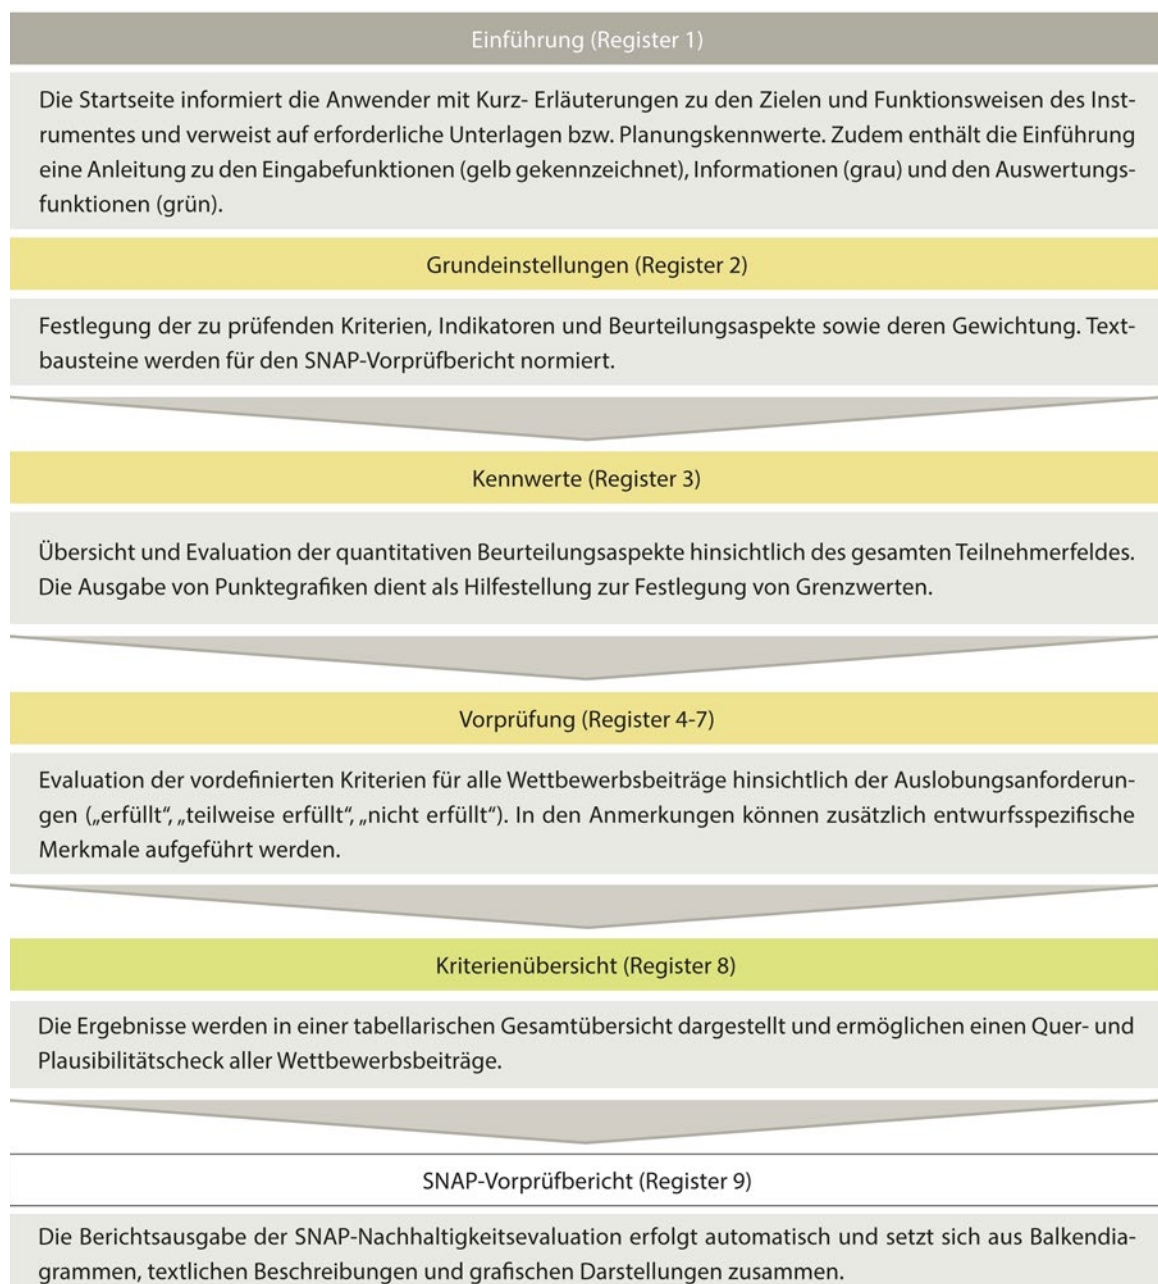 Einführung (Register 1)
Die Startseite informiert die Anwender mit Kurz- Erläuterungen zu den Zielen und Funktionsweisen des Inst-
rumentes und verweist auf erforderliche Unterlagen bzw. Planungskennwerte. Zudem enthält die Einführung
eine Anleitung zu den Eingabefunktionen (gelb gekennzeichnet), Informationen (grau) und den Auswertungs-
funktionen (grün).
Grundeinstellungen (Register 2)
Festlegung der zu prüfenden Kriterien, Indikatoren und Beurteilungsaspekte sowie deren Gewichtung. Text-
bausteine werden für den SNAP-Vorprüfbericht normiert.
Kennwerte (Register 3)
Übersicht und Evaluation der quantitativen Beurteilungsaspekte hinsichtlich des gesamten Teilnehmerfeldes.
Die Ausgabe von Punktegrafiken dient als Hilfestellung zur Festlegung von Grenzwerten.
Vorprüfung (Register 4-7)
Evaluation der vordefinierten Kriterien für alle Wettbewerbsbeiträge hinsichtlich der Auslobungsanforderun-
gen („erfüllt“, „teilweise erfüllt“, „nicht erfüllt“). In den Anmerkungen können zusätzlich entwurfsspezifische
Merkmale aufgeführt werden.
Kriterienübersicht (Register 8)
Die Ergebnisse werden in einer tabellarischen Gesamtübersicht dargestellt und ermöglichen einen Quer- und
Plausibilitätscheck aller Wettbewerbsbeiträge.
SNAP-Vorprüfbericht (Register 9)
Die Berichtsausgabe der SNAP-Nachhaltigkeitsevaluation erfolgt automatisch und setzt sich aus Balkendia-
grammen, textlichen Beschreibungen und grafischen Darstellungen zusammen.